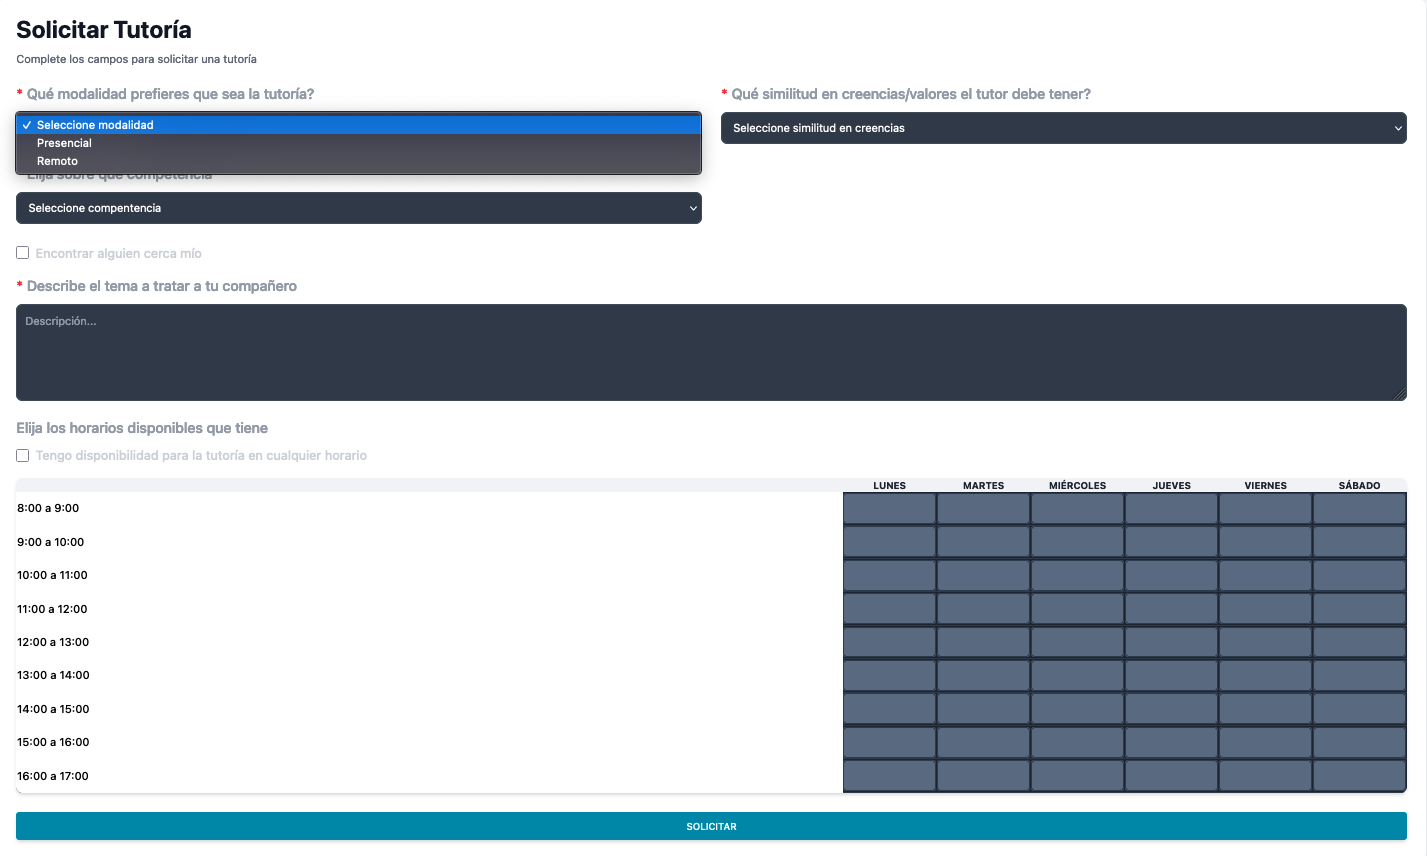 Solicitar Tutoría
Complete los campos para solicitar una tutoría
* Qué modalidad prefieres que sea la tutoría?
✓ Seleccione modalidad
Presencial
Remoto
* Qué similitud en creencias/valores el tutor debe tener?
Seleccione similitud en creencias
Elija sobre qué competencia
Seleccione compentencia
Encontrar alguien cerca mío
* Describe el tema a tratar a tu compañero
Descripción...
Elija los horarios disponibles que tiene
Tengo disponibilidad para la tutoría en cualquier horario
LUNES MARTES MIÉRCOLES JUEVES VIERNES SÁBADO
8:00 a 9:00
9:00 a 10:00
10:00 a 11:00
11:00 a 12:00
12:00 a 13:00
13:00 a 14:00
14:00 a 15:00
15:00 a 16:00
16:00 a 17:00
SOLICITAR